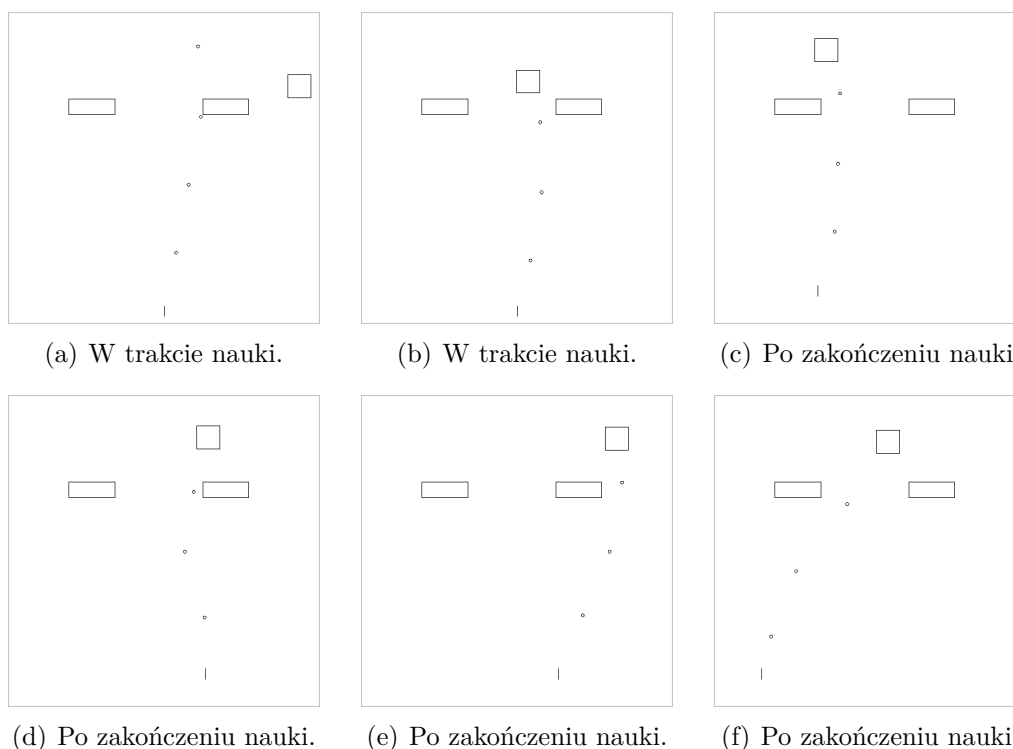 (a) W trakcie nauki.
(b) W trakcie nauki.
(c) Po zakończeniu nauki
(d) Po zakończeniu nauki.
(e) Po zakończeniu nauki.
(f) Po zakończeniu nauki